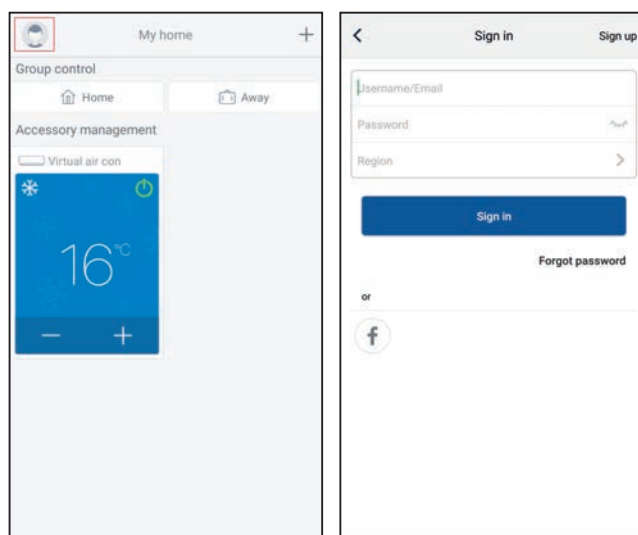 My home
+
Group control
Home
Away
Accessory management
Virtual air con
16°C
— +
Sign in
Sign up
Username/Email
Password
Region
Sign in
Forgot password
or
f